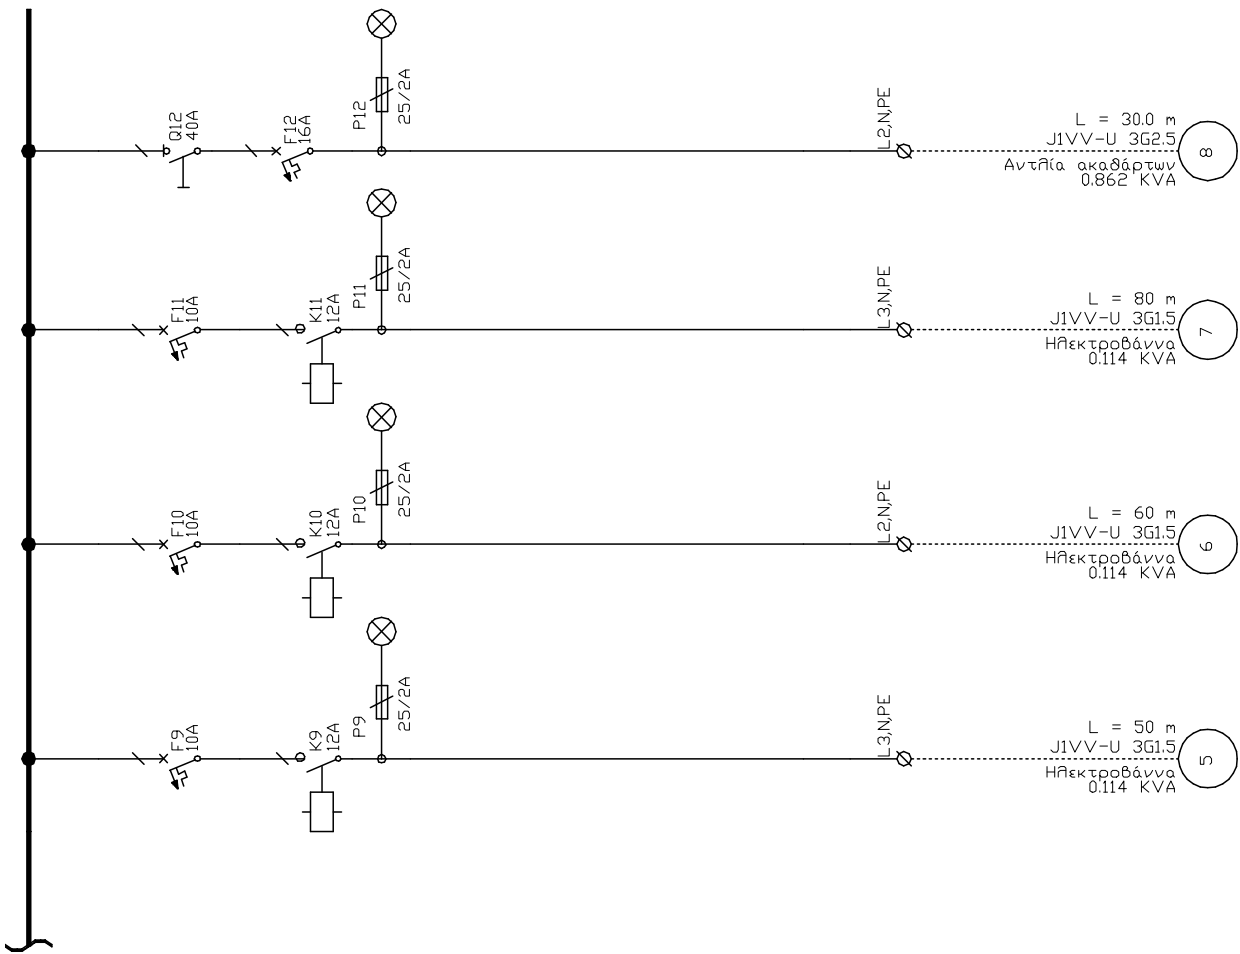 Q12
40A
F12
16A
P12
25/2A
L2,N,PE
L = 30.0 m
J1VV-U 3G2.5
Αντλία ακαθάρτων
0.862 KVA
8
F11
10A
K11
12A
P11
25/2A
L3,N,PE
L = 80 m
J1VV-U 3G1.5
Ηλεκτροβάννα
0.114 KVA
7
F10
10A
K10
12A
P10
25/2A
L2,N,PE
L = 60 m
J1VV-U 3G1.5
Ηλεκτροβάννα
0.114 KVA
6
F9
10A
K9
12A
P9
25/2A
L3,N,PE
L = 50 m
J1VV-U 3G1.5
Ηλεκτροβάννα
0.114 KVA
5